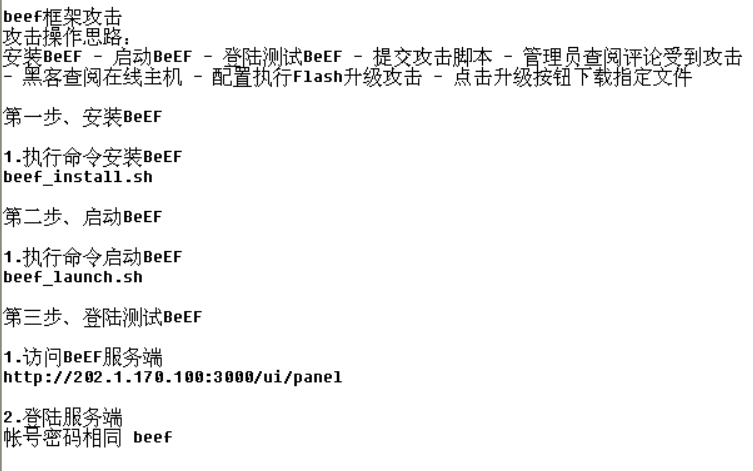 beef框架攻击
攻击操作思路：
安装BeEF - 启动BeEF - 登陆测试BeEF - 提交攻击脚本 - 管理员查阅评论受到攻击
- 黑客查阅在线主机 - 配置执行Flash升级攻击 - 点击升级按钮下载指定文件
第一步、安装BeEF
1.执行命令安装BeEF
beef_install.sh
第二步、启动BeEF
1.执行命令启动BeEF
beef_launch.sh
第三步、登陆测试BeEF
1.访问BeEF服务端
http://202.1.170.100:3000/ui/panel
2.登陆服务端
帐号密码相同 beef